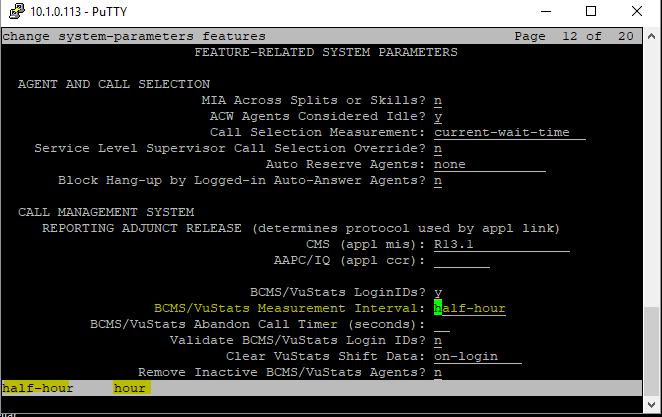 10.1.0.113 - PuTTY
change system-parameters features Page 12 of 20
FEATURE-RELATED SYSTEM PARAMETERS
AGENT AND CALL SELECTION
MIA Across Splits or Skills? n
ACW Agents Considered Idle? y
Call Selection Measurement: current-wait-time
Service Level Supervisor Call Selection Override? n
Auto Reserve Agents: none
Block Hang-up by Logged-in Auto-Answer Agents? n
CALL MANAGEMENT SYSTEM
REPORTING ADJUNCT RELEASE (determines protocol used by appl link)
CMS (appl mis): R13.1
AAPC/IQ (appl ccr):
BCMS/VuStats LoginIDs? y
BCMS/VuStats Measurement Interval: half-hour
BCMS/VuStats Abandon Call Timer (seconds):
Validate BCMS/VuStats Login IDs? n
Clear VuStats Shift Data: on-login
Remove Inactive BCMS/VuStats Agents? n
half-hour hour